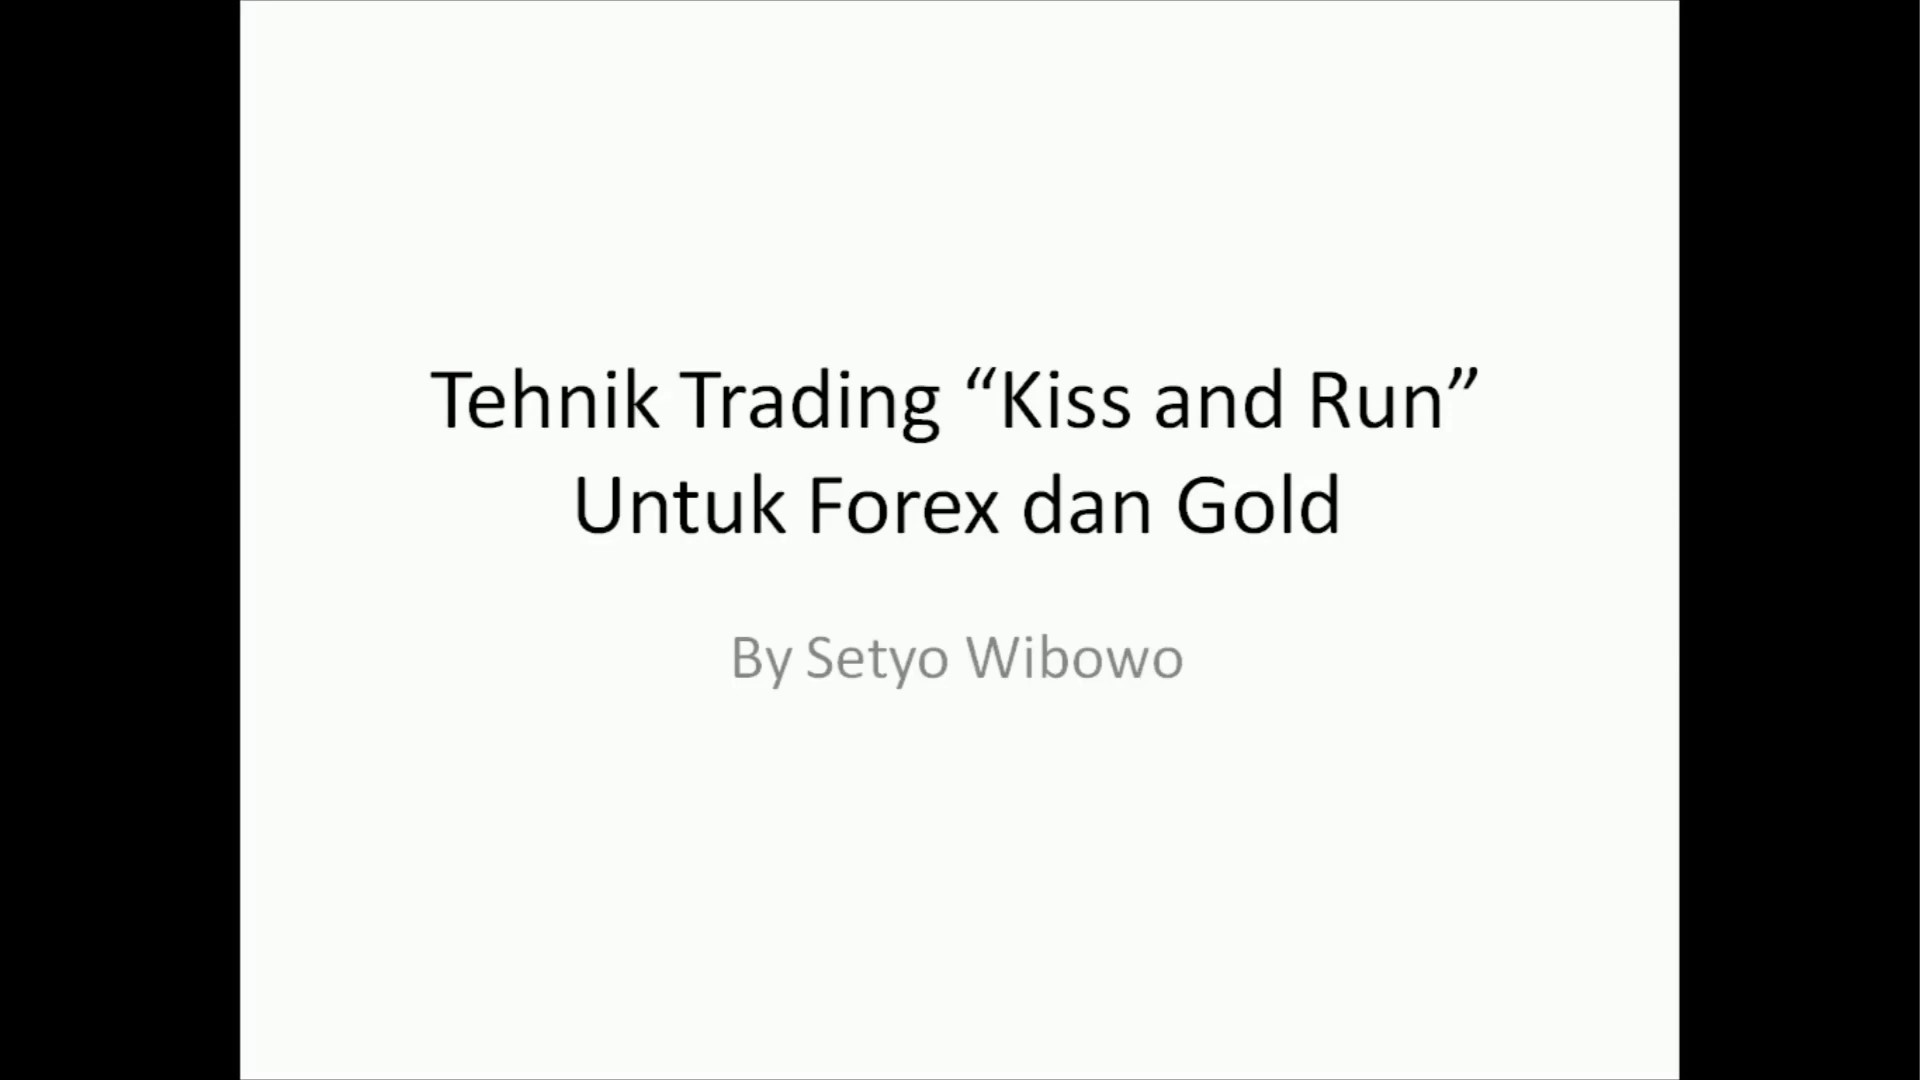 Tehnik Trading “Kiss and Run”
Untuk Forex dan Gold
By Setyo Wibowo